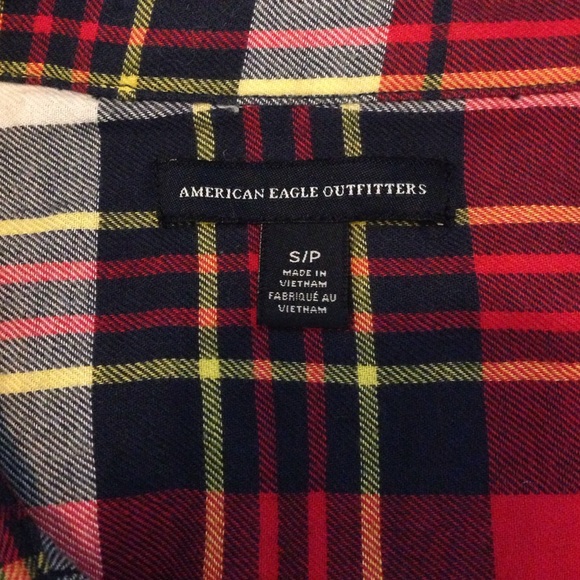 AMERICAN EAGLE OUTFITTERS
S/P
MADE IN
VIETNAM
FABRIQUÉ AU
VIETNAM